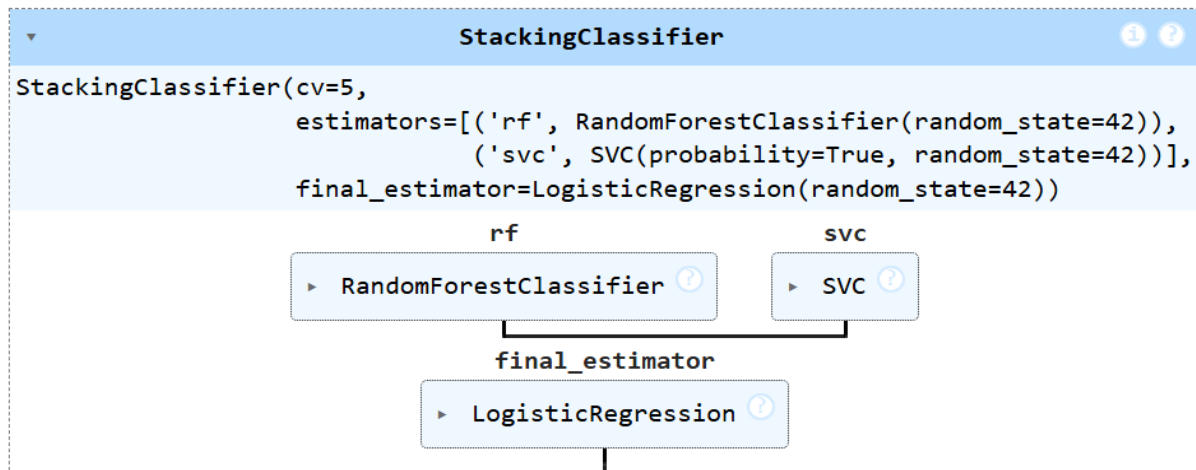 StackingClassifier
i ?
StackingClassifier(cv=5,
estimators=[('rf', RandomForestClassifier(random_state=42)),
('svc', SVC(probability=True, random_state=42))],
final_estimator=LogisticRegression(random_state=42))
rf svc
RandomForestClassifier ? SVC ?
final_estimator
LogisticRegression ?